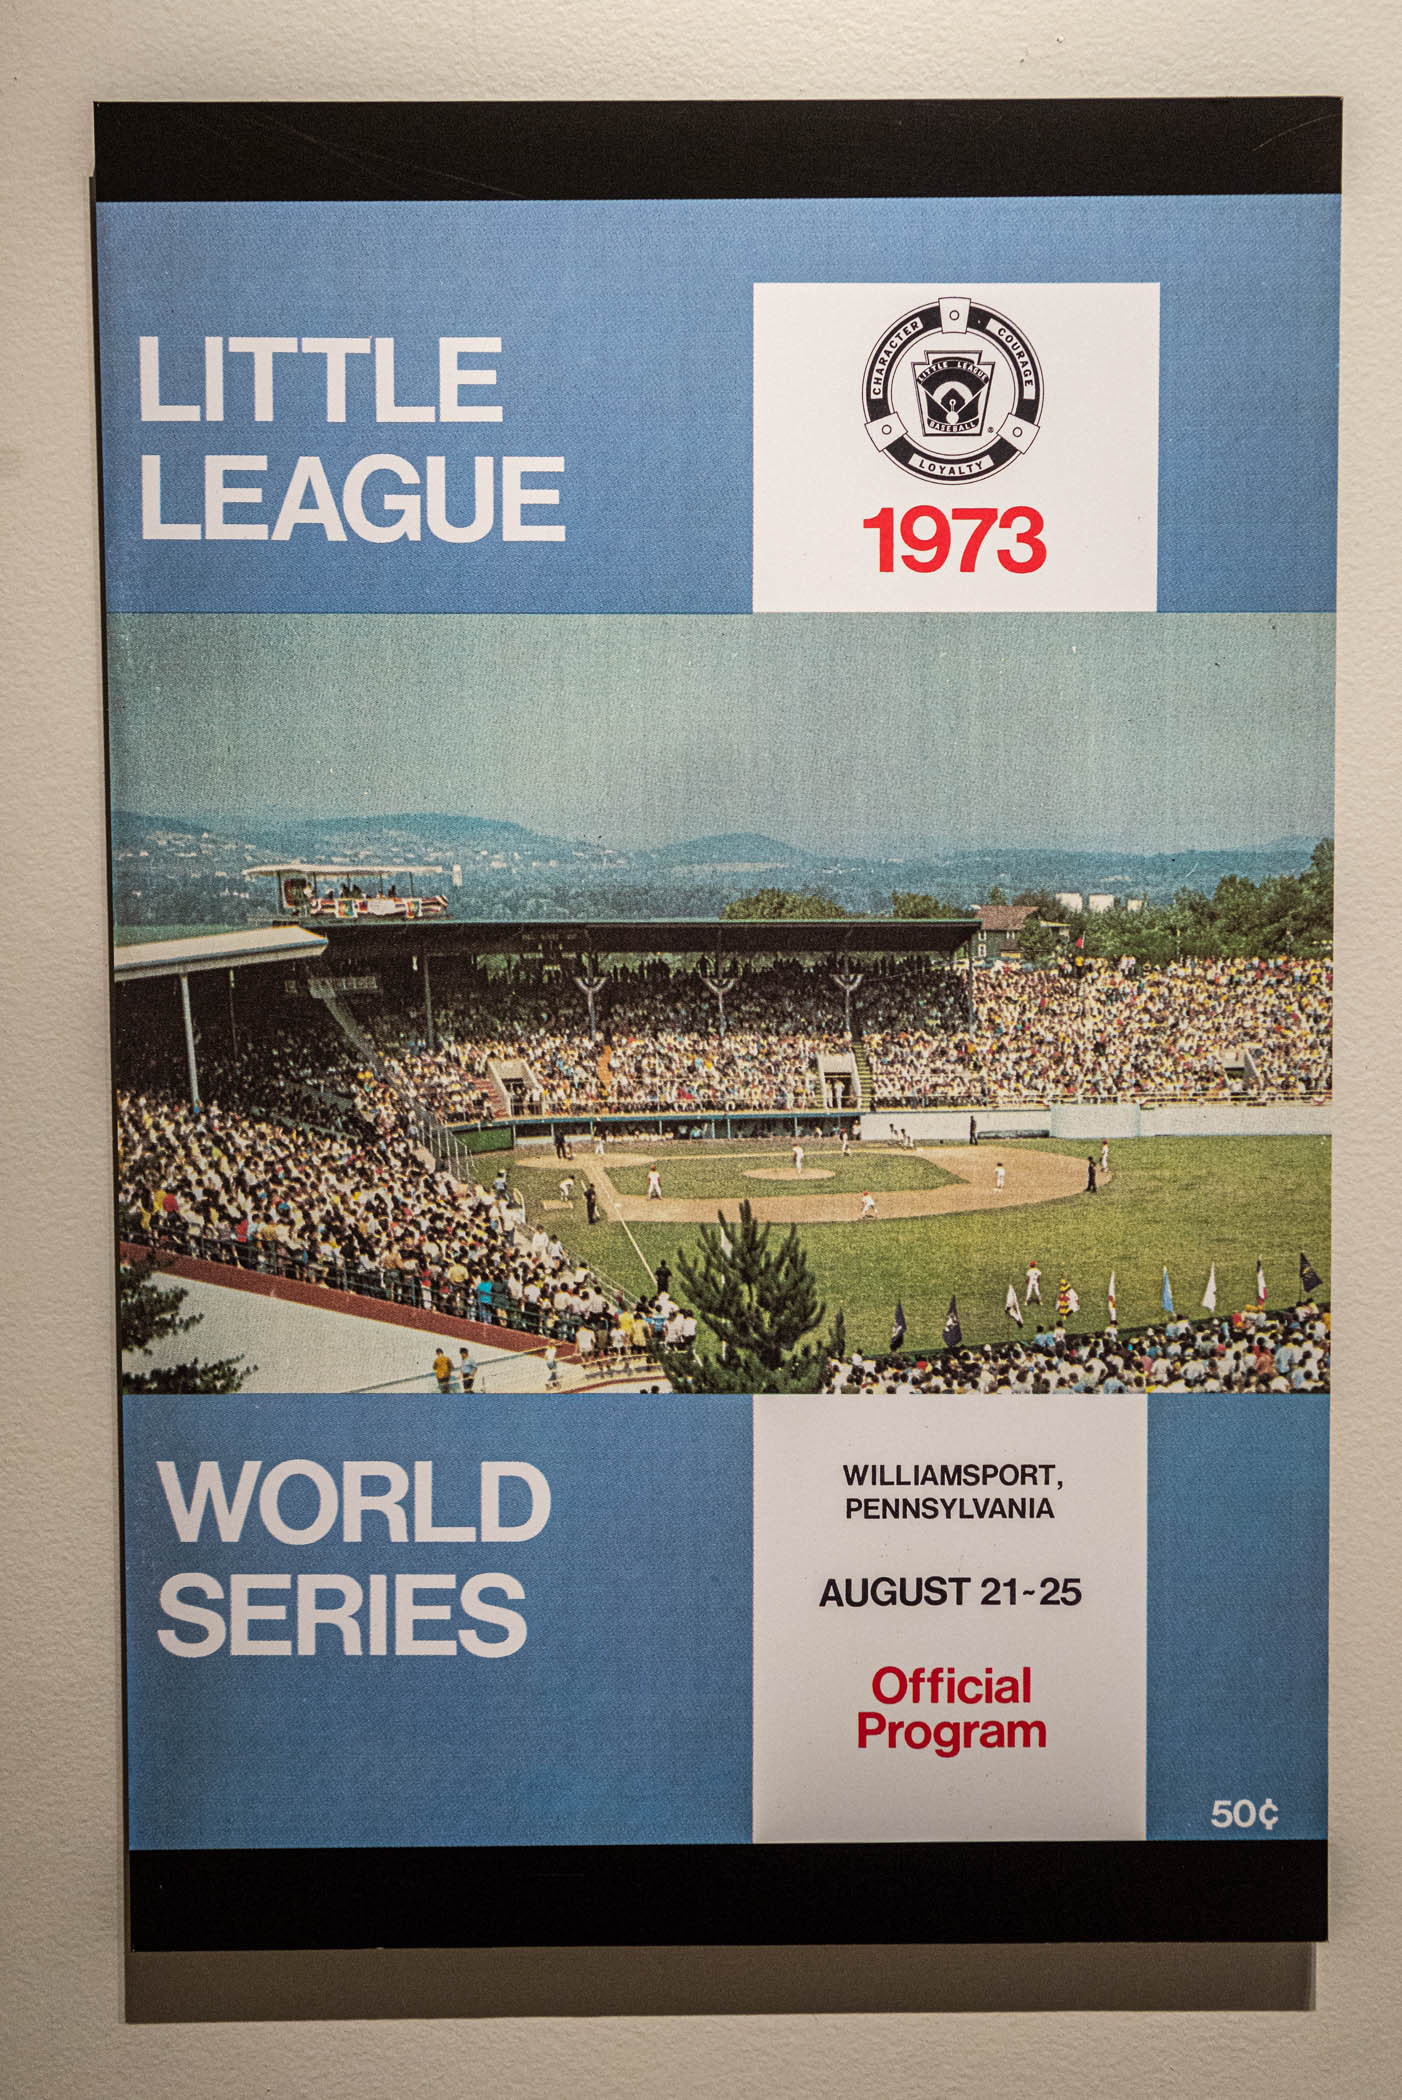 LITTLE
LEAGUE
CHARACTER
COURAGE
LOYALTY
LITTLE LEAGUE
BASEBALL
®
1973
WORLD
SERIES
WILLIAMSPORT,
PENNSYLVANIA
AUGUST 21~25
Official
Program
50¢